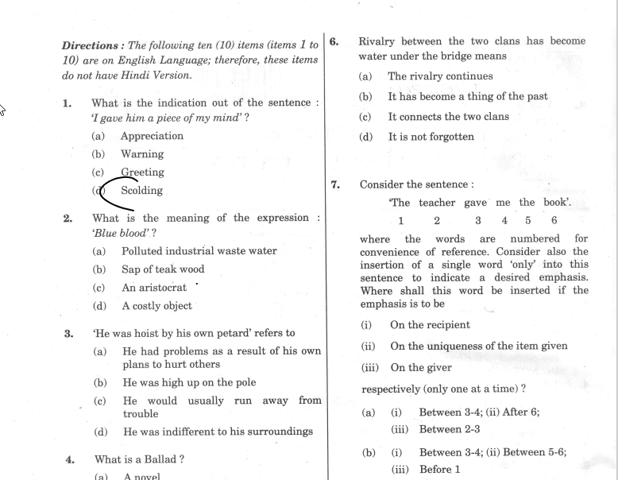 Directions : The following ten (10) items (items 1 to
10) are on English Language; therefore, these items
do not have Hindi Version.
1. What is the indication out of the sentence :
'I gave him a piece of my mind' ?
(a) Appreciation
(b) Warning
(c) Greeting
(d) Scolding
2. What is the meaning of the expression :
'Blue blood' ?
(a) Polluted industrial waste water
(b) Sap of teak wood
(c) An aristocrat
(d) A costly object
3. 'He was hoist by his own petard' refers to
(a) He had problems as a result of his own
plans to hurt others
(b) He was high up on the pole
(c) He would usually run away from
trouble
(d) He was indifferent to his surroundings
4. What is a Ballad ?
(a) A novel
6. Rivalry between the two clans has become
water under the bridge means
(a) The rivalry continues
(b) It has become a thing of the past
(c) It connects the two clans
(d) It is not forgotten
7. Consider the sentence :
'The teacher gave me the book'.
1 2 3 4 5 6
where the words are numbered for
convenience of reference. Consider also the
insertion of a single word 'only' into this
sentence to indicate a desired emphasis.
Where shall this word be inserted if the
emphasis is to be
(i) On the recipient
(ii) On the uniqueness of the item given
(iii) On the giver
respectively (only one at a time) ?
(a) (i) Between 3-4; (ii) After 6;
(iii) Between 2-3
(b) (i) Between 3-4; (ii) Between 5-6;
(iii) Before 1